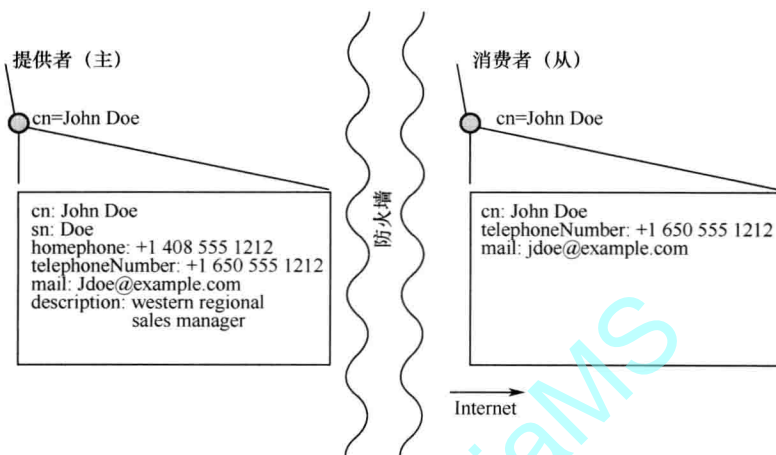 提供者（主）
cn=John Doe
cn: John Doe
sn: Doe
homephone: +1 408 555 1212
telephoneNumber: +1 650 555 1212
mail: Jdoe@example.com
description: western regional
sales manager
防火墙
消费者（从）
cn=John Doe
cn: John Doe
telephoneNumber: +1 650 555 1212
mail: jdoe@example.com
Internet